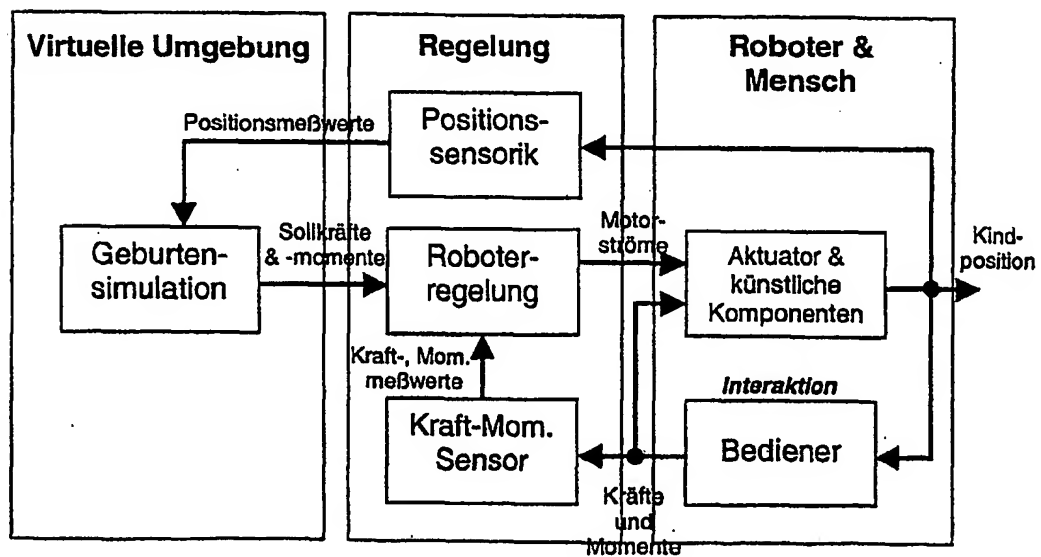 Virtuelle Umgebung
Regelung
Roboter &
Mensch
Positionsmeßwerte
Positions-
sensorik
Geburten-
simulation
Sollkräfte
& -momente
Roboter-
regelung
Motor-
ströme
Aktuator &
künstliche
Komponenten
Kind-
position
Kraft-, Mom.
meßwerte
Kraft-Mom.
Sensor
Interaktion
Bediener
Kräfte
und
Momente